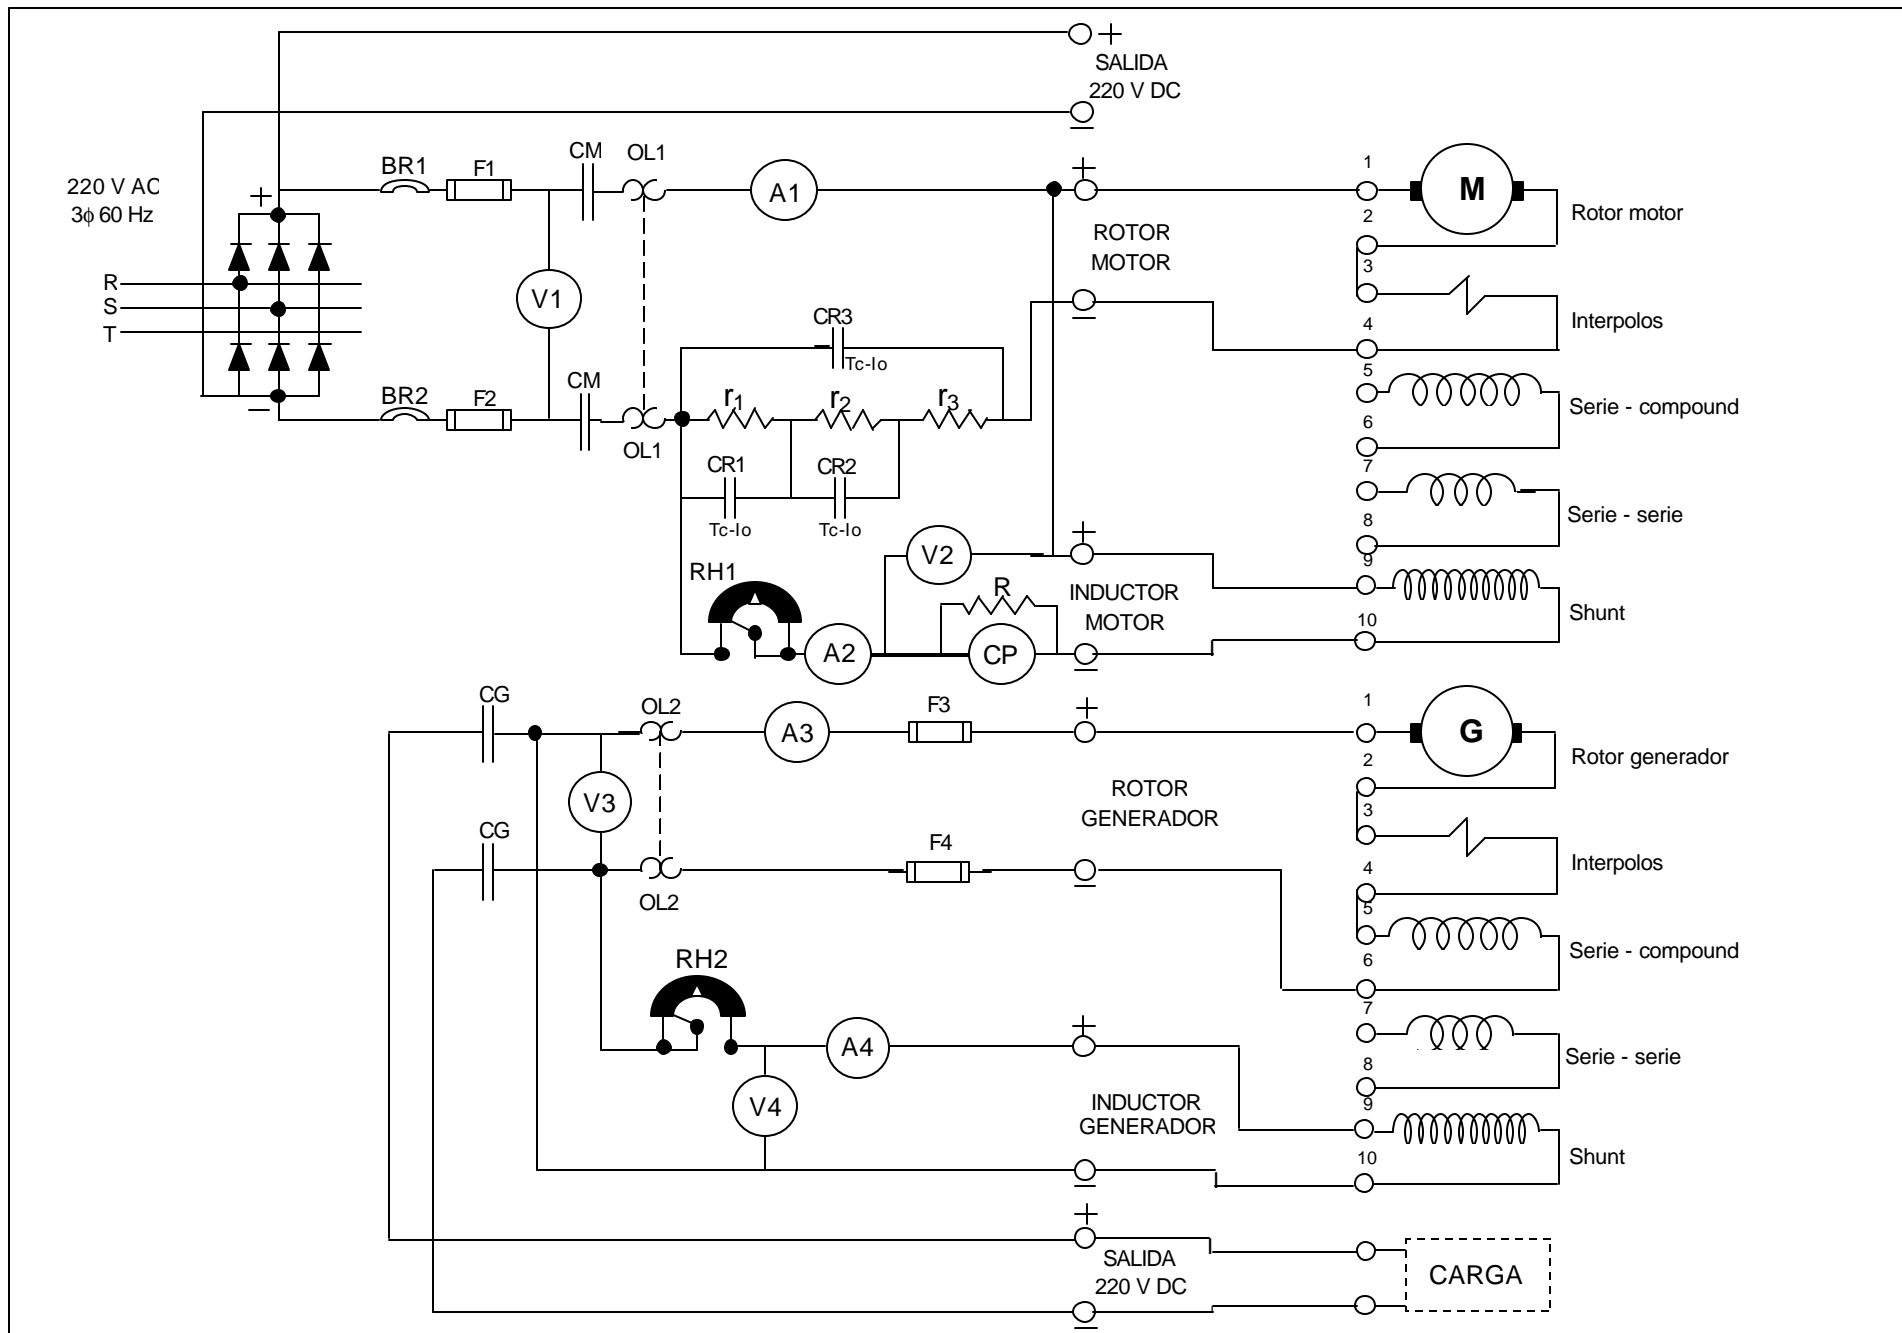 +
SALIDA
220 V DC
_
220 V AC
3ϕ 60 Hz
+
R
S
T
_
BR1
F1
CM
OL1
A1
+
V1
ROTOR
MOTOR
_
BR2
F2
CM
OL1
CR3
Tc-Io
r1
r2
r3
CR1
Tc-Io
CR2
Tc-Io
V2
+
RH1
R
A2
CP
INDUCTOR
MOTOR
_
1
M
Rotor motor
2
3
Interpolos
4
5
Serie - compound
6
7
Serie - serie
8
9
Shunt
10
CG
OL2
A3
F3
+
V3
ROTOR
GENERADOR
CG
OL2
F4
_
RH2
A4
+
V4
INDUCTOR
GENERADOR
_
1
G
Rotor generador
2
3
Interpolos
4
5
Serie - compound
6
7
Serie - serie
8
9
Shunt
10
+
SALIDA
220 V DC
_
CARGA